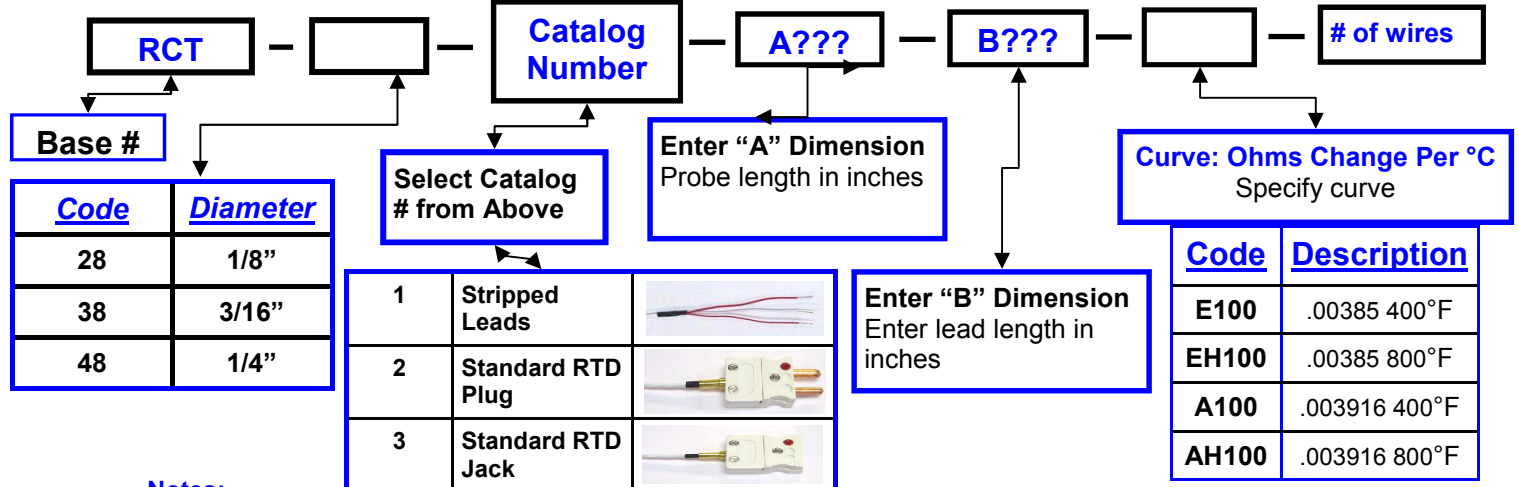 RCT – – Catalog Number – A??? – B??? – – # of wires
Base #
Code Diameter
28 1/8”
38 3/16”
48 1/4”
Select Catalog
# from Above
1 Stripped Leads
2 Standard RTD Plug
3 Standard RTD Jack
Enter “A” Dimension
Probe length in inches
Enter “B” Dimension
Enter lead length in
inches
Curve: Ohms Change Per °C
Specify curve
Code Description
E100 .00385 400°F
EH100 .00385 800°F
A100 .003916 400°F
AH100 .003916 800°F
Notes: